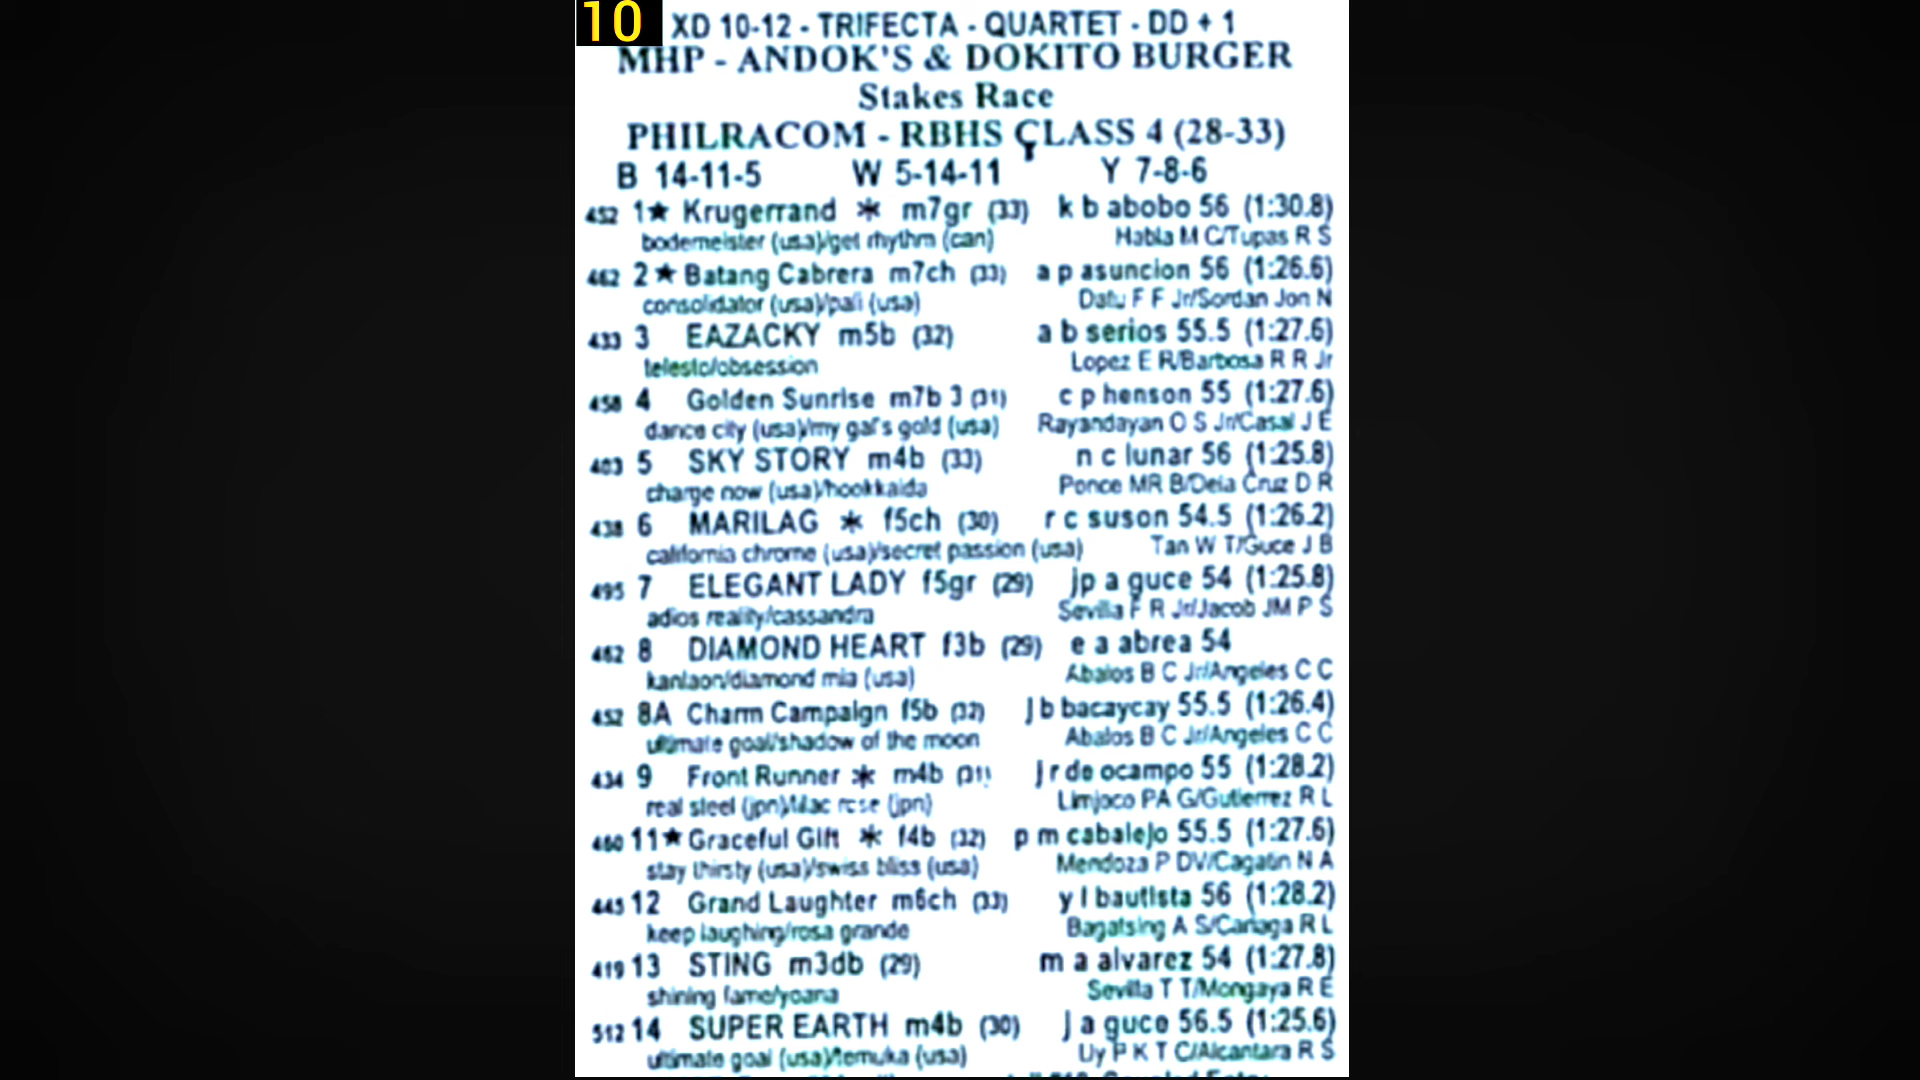 10 XD 10-12 - TRIFECTA - QUARTET - DD + 1
MHP - ANDOK'S & DOKITO BURGER
Stakes Race
PHILRACOM - RBHS CLASS 4 (28-33)
B 14-11-5 W 5-14-11 Y 7-8-6
452 1★ Krugerrand * m7gr (33) k b abobo 56 (1:30.8)
bodemeister (usa)/get rhythm (can) Habla M C/Tupas R S
462 2★ Batang Cabrera m7ch (33) a p asuncion 56 (1:26.6)
consolidator (usa)/pali (usa) Datu F F Jr/Sordan Jon N
433 3 EAZACKY m5b (32) a b serios 55.5 (1:27.6)
telesto/obsession Lopez E R/Barbosa R R Jr
458 4 Golden Sunrise m7b 3 (31) c p henson 55 (1:27.6)
dance city (usa)/my gal's gold (usa) Rayandayan O S Jr/Casal J E
403 5 SKY STORY m4b (33) n c lunar 56 (1:25.8)
charge now (usa)/hookkaida Ponce MR B/Dela Cruz D R
438 6 MARILAG * f5ch (30) r c suson 54.5 (1:26.2)
california chrome (usa)/secret passion (usa) Tan W T/Guce J B
495 7 ELEGANT LADY f5gr (29) jp a guce 54 (1:25.8)
adios reality/cassandra Sevilla F R Jr/Jacob JM P S
462 8 DIAMOND HEART f3b (29) e a abrea 54
kanlaon/diamond mia (usa) Abalos B C Jr/Angeles C C
452 8A Charm Campaign f5b (32) j b bacaycay 55.5 (1:26.4)
ultimate goal/shadow of the moon Abalos B C Jr/Angeles C C
434 9 Front Runner * m4b (31) j r de ocampo 55 (1:28.2)
real steel (jpn)/lilac rose (jpn) Limjoco PA G/Gutierrez R L
460 11★ Graceful Gift * f4b (32) p m cabalejo 55.5 (1:27.6)
stay thirsty (usa)/swiss bliss (usa) Mendoza P DV/Cagatin N A
445 12 Grand Laughter m6ch (33) y l bautista 56 (1:28.2)
keep laughing/rosa grande Bagatsing A S/Cariaga R L
419 13 STING m3db (29) m a alvarez 54 (1:27.8)
shining fame/yoana Sevilla T T/Mongaya R E
512 14 SUPER EARTH m4b (30) j a guce 56.5 (1:25.6)
ultimate goal (usa)/temuka (usa) Uy P K T C/Alcantara R S